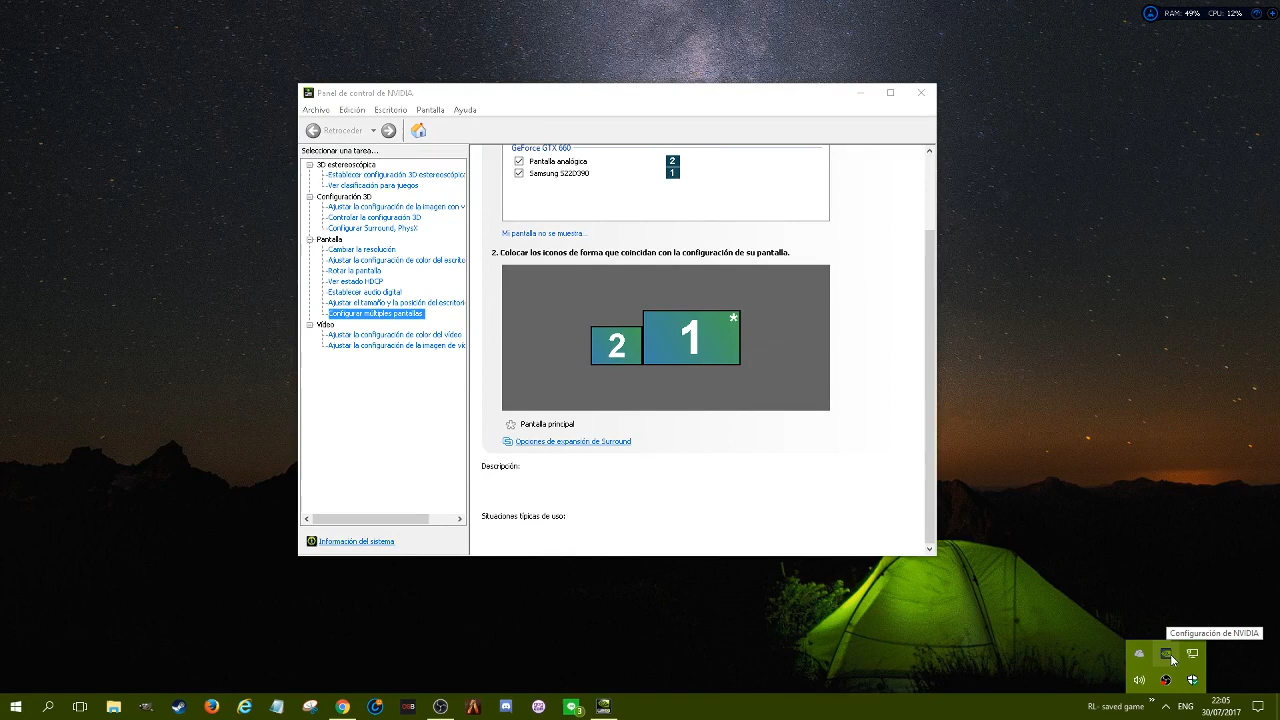 RAM: 49% CPU: 12%
Panel de control de NVIDIA
Archivo Edición Escritorio Pantalla Ayuda
Retroceder
Seleccionar una tarea...
3D estereoscópica
Establecer configuración 3D estereoscópica
Ver clasificación para juegos
Configuración 3D
Ajustar la configuración de la imagen con v
Controlar la configuración 3D
Configurar Surround, PhysX
Pantalla
Cambiar la resolución
Ajustar la configuración de color del escrito
Rotar la pantalla
Ver estado HDCP
Establecer audio digital
Ajustar el tamaño y la posición del escritori
Configurar múltiples pantallas
Vídeo
Ajustar la configuración de color del vídeo
Ajustar la configuración de la imagen de ví
Información del sistema
GeForce GTX 660
Pantalla analógica 2
Samsung S22D390 1
Mi pantalla no se muestra...
2. Colocar los iconos de forma que coincidan con la configuración de su pantalla.
2 1 *
Pantalla principal
Opciones de expansión de Surround
Descripción:
Situaciones típicas de uso:
Configuración de NVIDIA
RL- saved game
ENG
22:05
30/07/2017
3